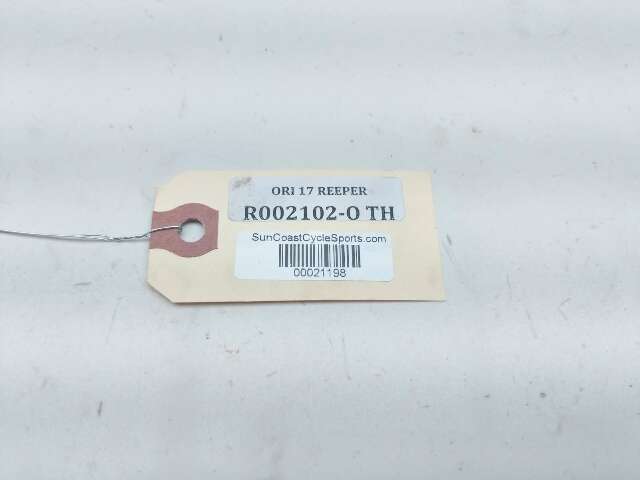 ORI 17 REEPER
R002102-O TH
SunCoastCycleSports.com
00021198